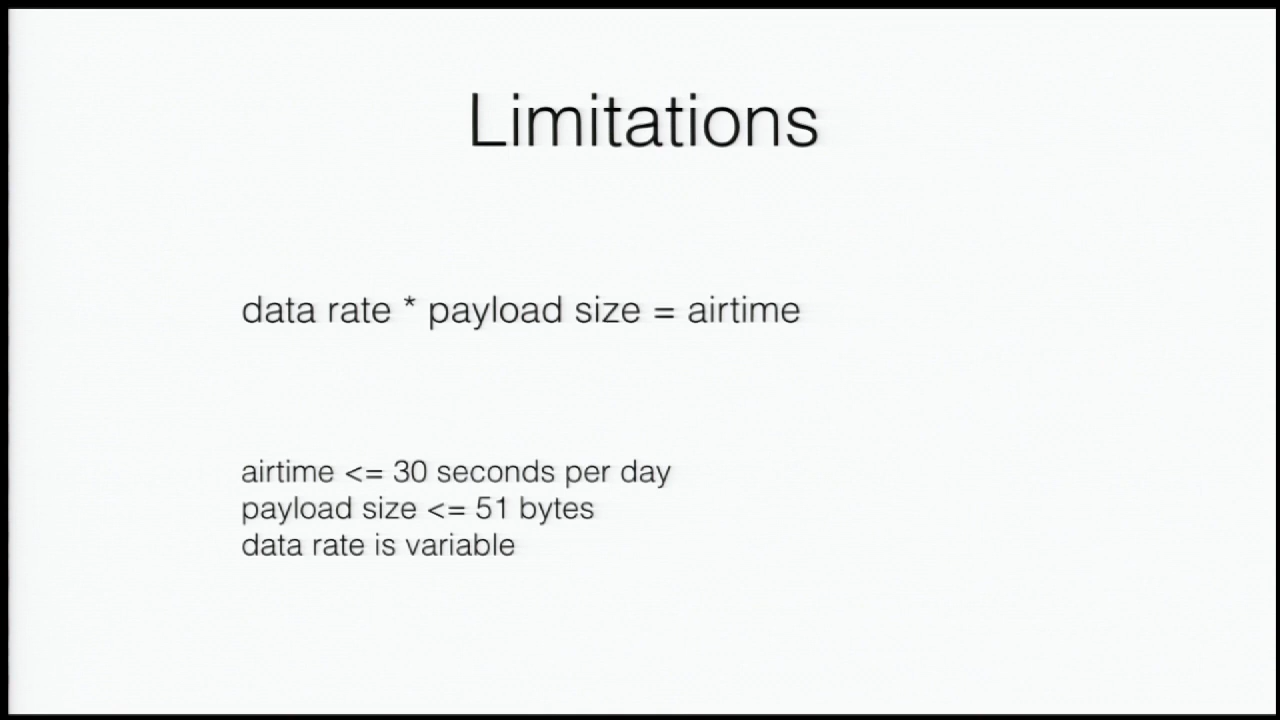 Limitations
data rate * payload size = airtime
airtime <= 30 seconds per day
payload size <= 51 bytes
data rate is variable